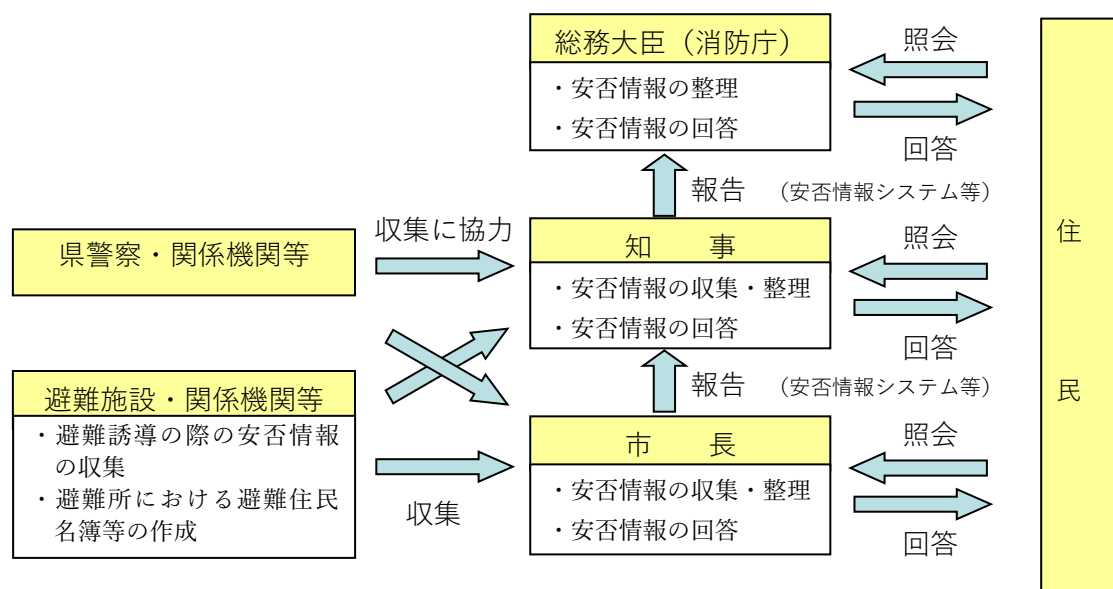 総務大臣（消防庁）
・安否情報の整理
・安否情報の回答
照会
回答
報告
（安否情報システム等）
収集に協力
県警察・関係機関等
知　事
・安否情報の収集・整理
・安否情報の回答
照会
回答
住民
報告
（安否情報システム等）
避難施設・関係機関等
・避難誘導の際の安否情報
の収集
・避難所における避難住民
名簿等の作成
収集
市　長
・安否情報の収集・整理
・安否情報の回答
照会
回答